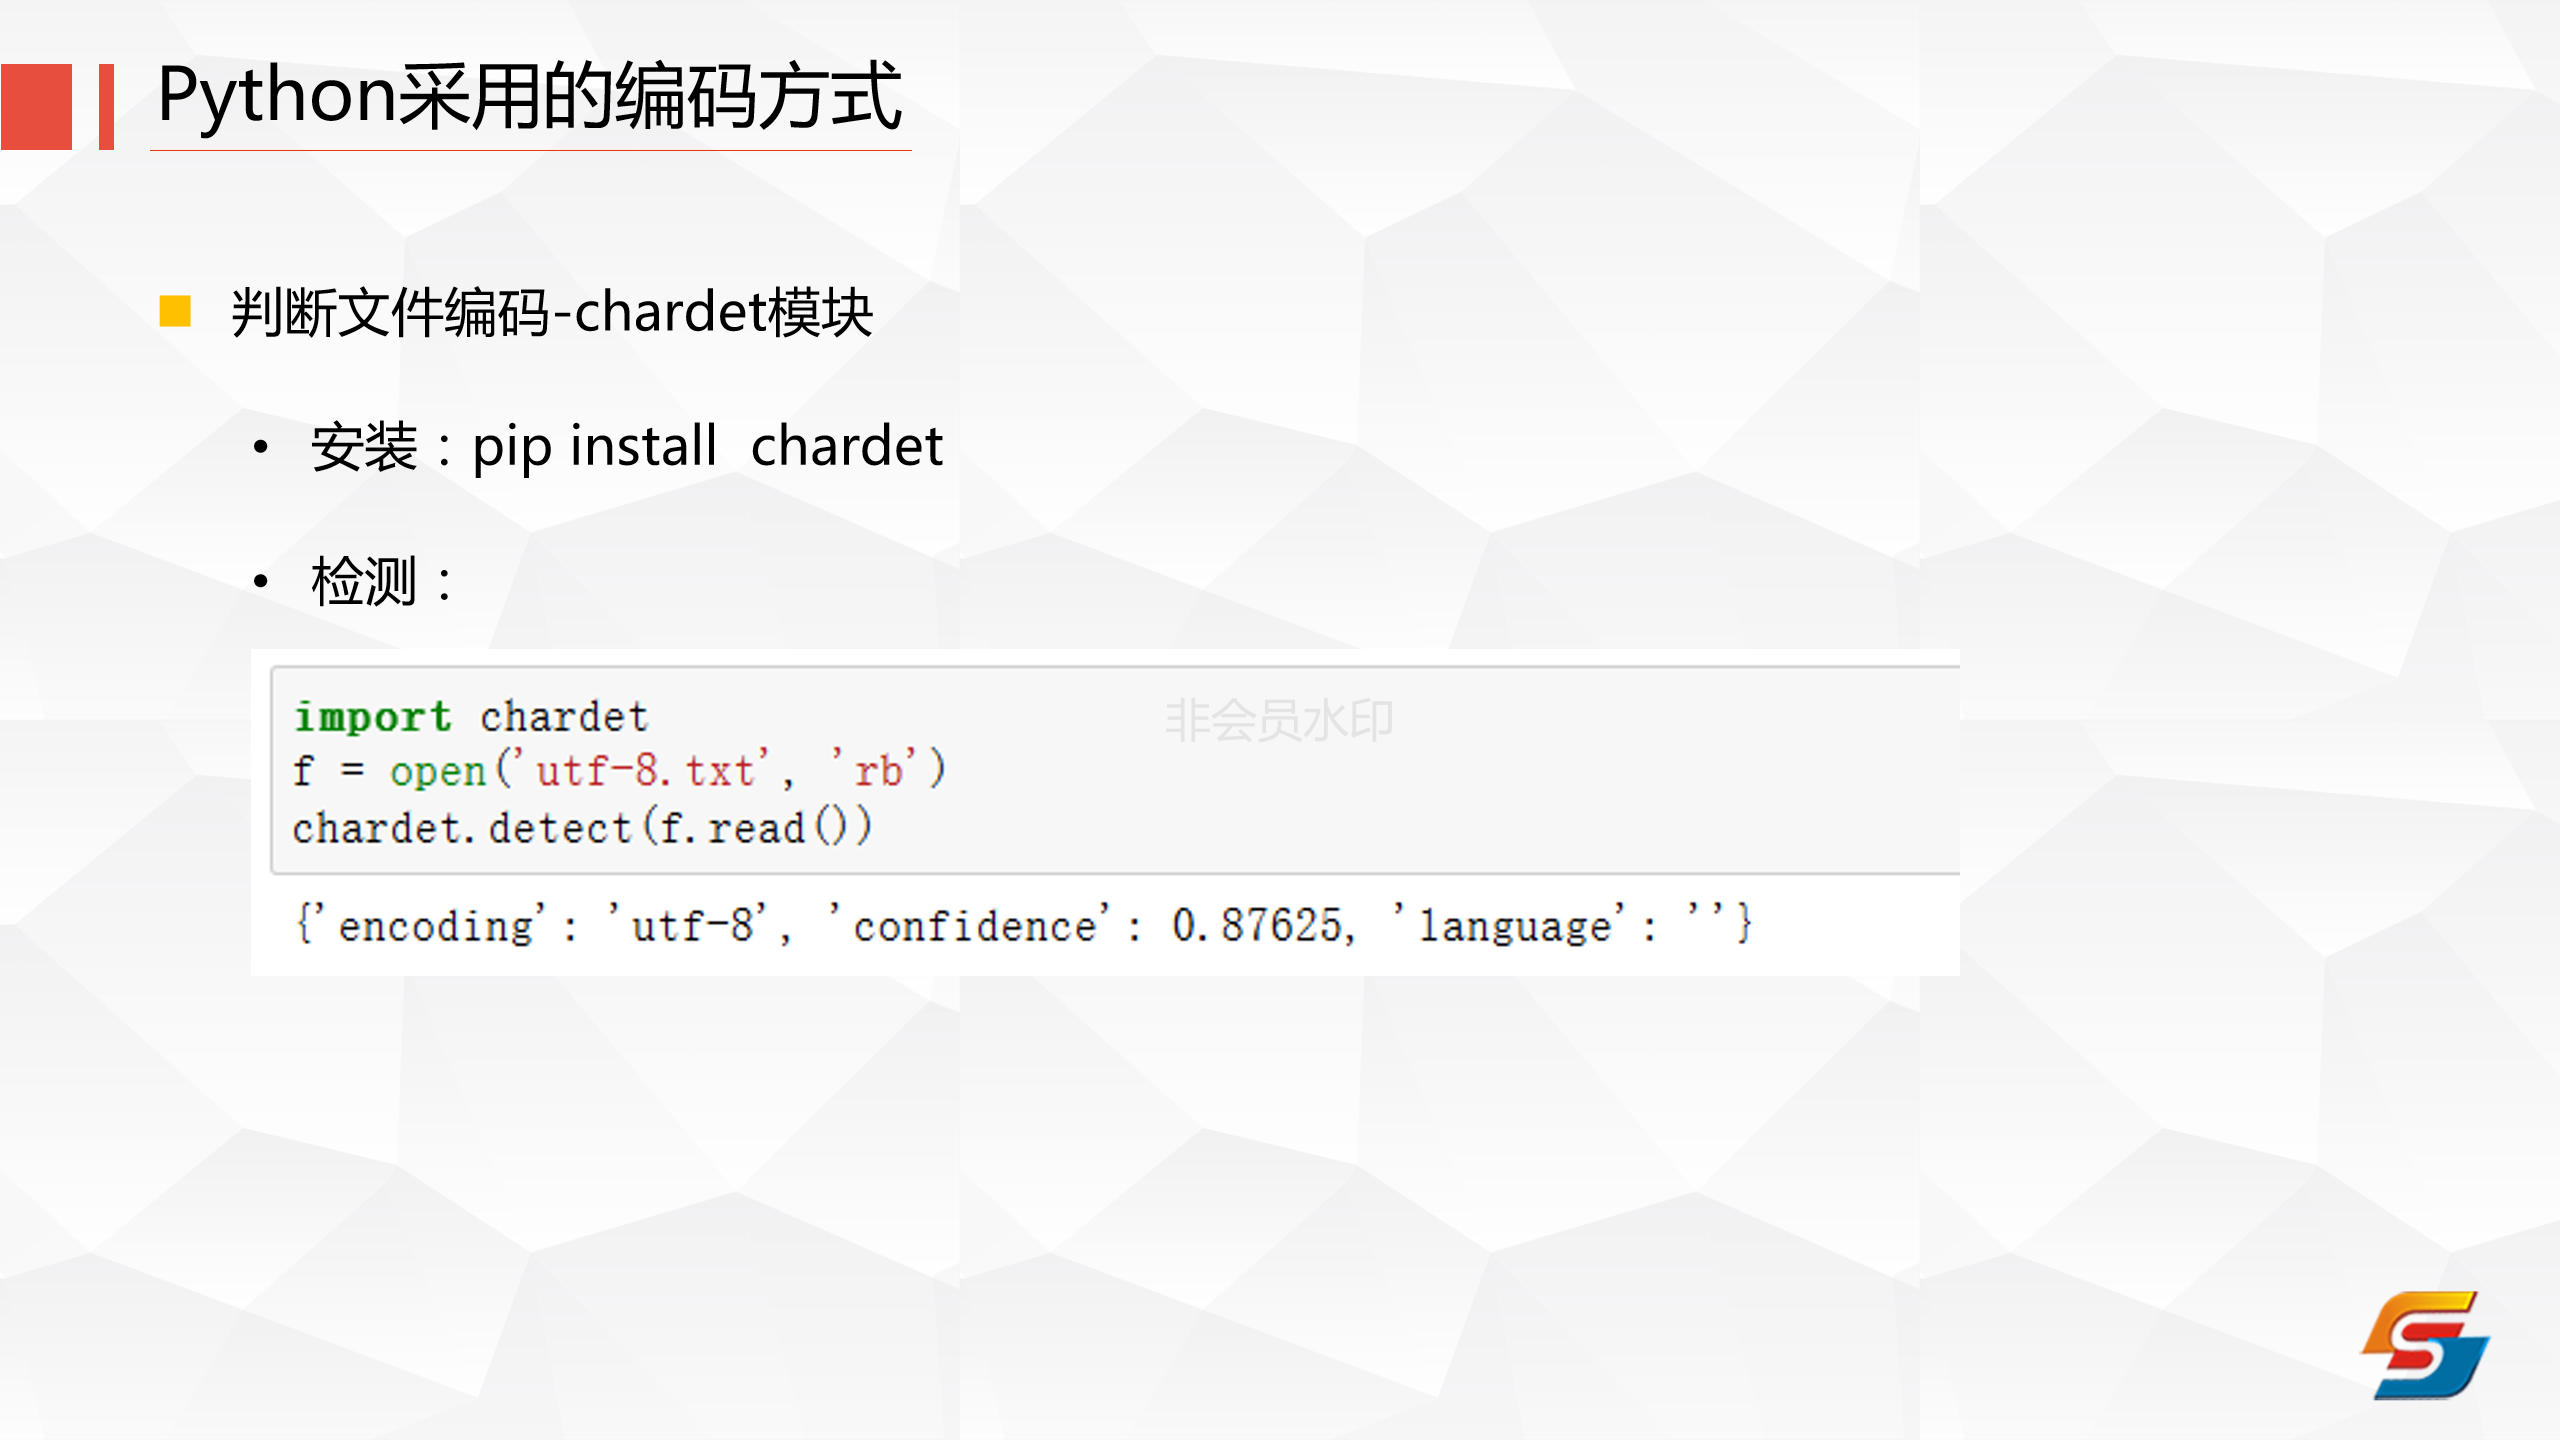 Python采用的编码方式
判断文件编码-chardet模块
• 安装：pip install  chardet
• 检测：
非会员水印
import chardet
f = open('utf-8.txt', 'rb')
chardet.detect(f.read())
{'encoding': 'utf-8', 'confidence': 0.87625, 'language': ''}